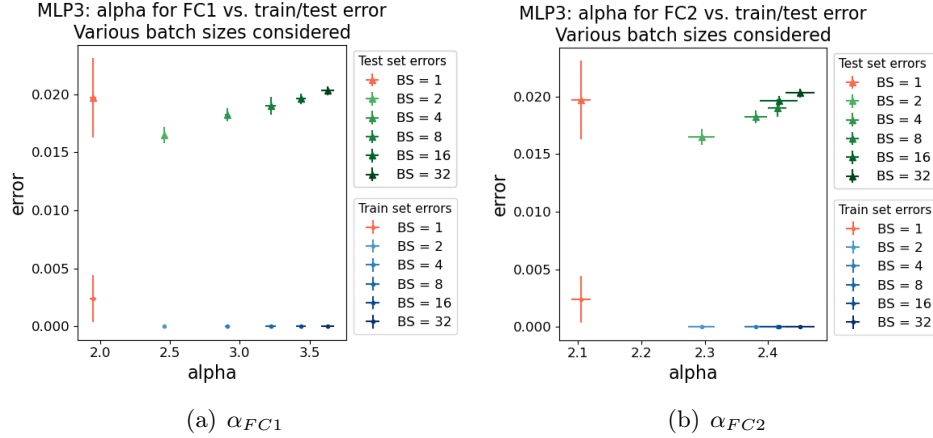 MLP3: alpha for FC1 vs. train/test error
Various batch sizes considered
error
0.020
0.015
0.010
0.005
0.000
2.0 2.5 3.0 3.5
alpha
Test set errors
BS = 1
BS = 2
BS = 4
BS = 8
BS = 16
BS = 32
Train set errors
BS = 1
BS = 2
BS = 4
BS = 8
BS = 16
BS = 32
(a) αFC1
MLP3: alpha for FC2 vs. train/test error
Various batch sizes considered
error
0.020
0.015
0.010
0.005
0.000
2.1 2.2 2.3 2.4
alpha
Test set errors
BS = 1
BS = 2
BS = 4
BS = 8
BS = 16
BS = 32
Train set errors
BS = 1
BS = 2
BS = 4
BS = 8
BS = 16
BS = 32
(b) αFC2